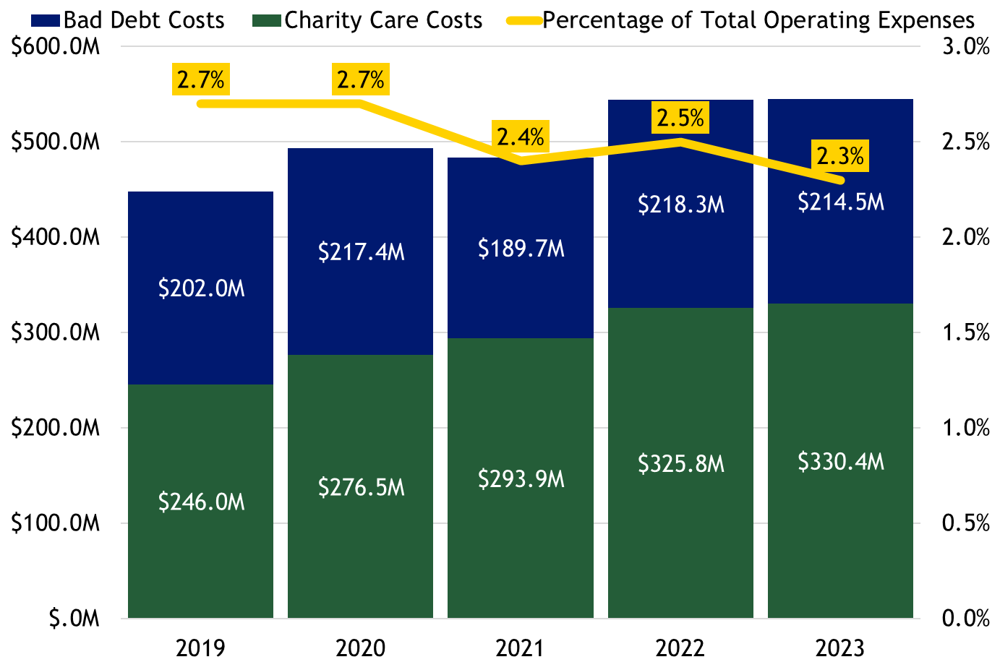 Bad Debt Costs Charity Care Costs Percentage of Total Operating Expenses
$600.0M 3.0%
2.7% 2.7%
2.5%
2.4%
$500.0M 2.5%
2.3%
$218.3M $214.5M
$400.0M 2.0%
$217.4M $189.7M
$202.0M
$300.0M 1.5%
$200.0M 1.0%
$325.8M $330.4M
$276.5M $293.9M
$246.0M
$100.0M 0.5%
$.0M 0.0%
2019 2020 2021 2022 2023